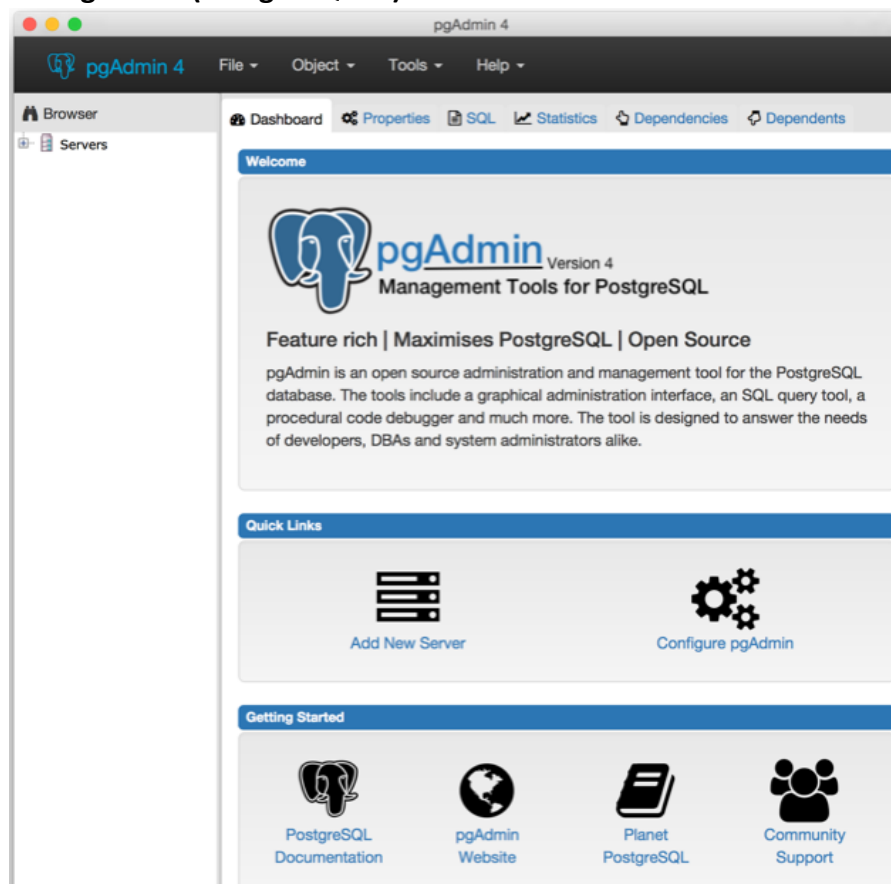 pgAdmin 4
pgAdmin 4 File Object Tools Help
Browser
Servers
Dashboard Properties SQL Statistics Dependencies Dependents
Welcome
pgAdmin Version 4
Management Tools for PostgreSQL
Feature rich | Maximises PostgreSQL | Open Source
pgAdmin is an open source administration and management tool for the PostgreSQL
database. The tools include a graphical administration interface, an SQL query tool, a
procedural code debugger and much more. The tool is designed to answer the needs
of developers, DBAs and system administrators alike.
Quick Links
Add New Server Configure pgAdmin
Getting Started
PostgreSQL
Documentation
pgAdmin
Website
Planet
PostgreSQL
Community
Support